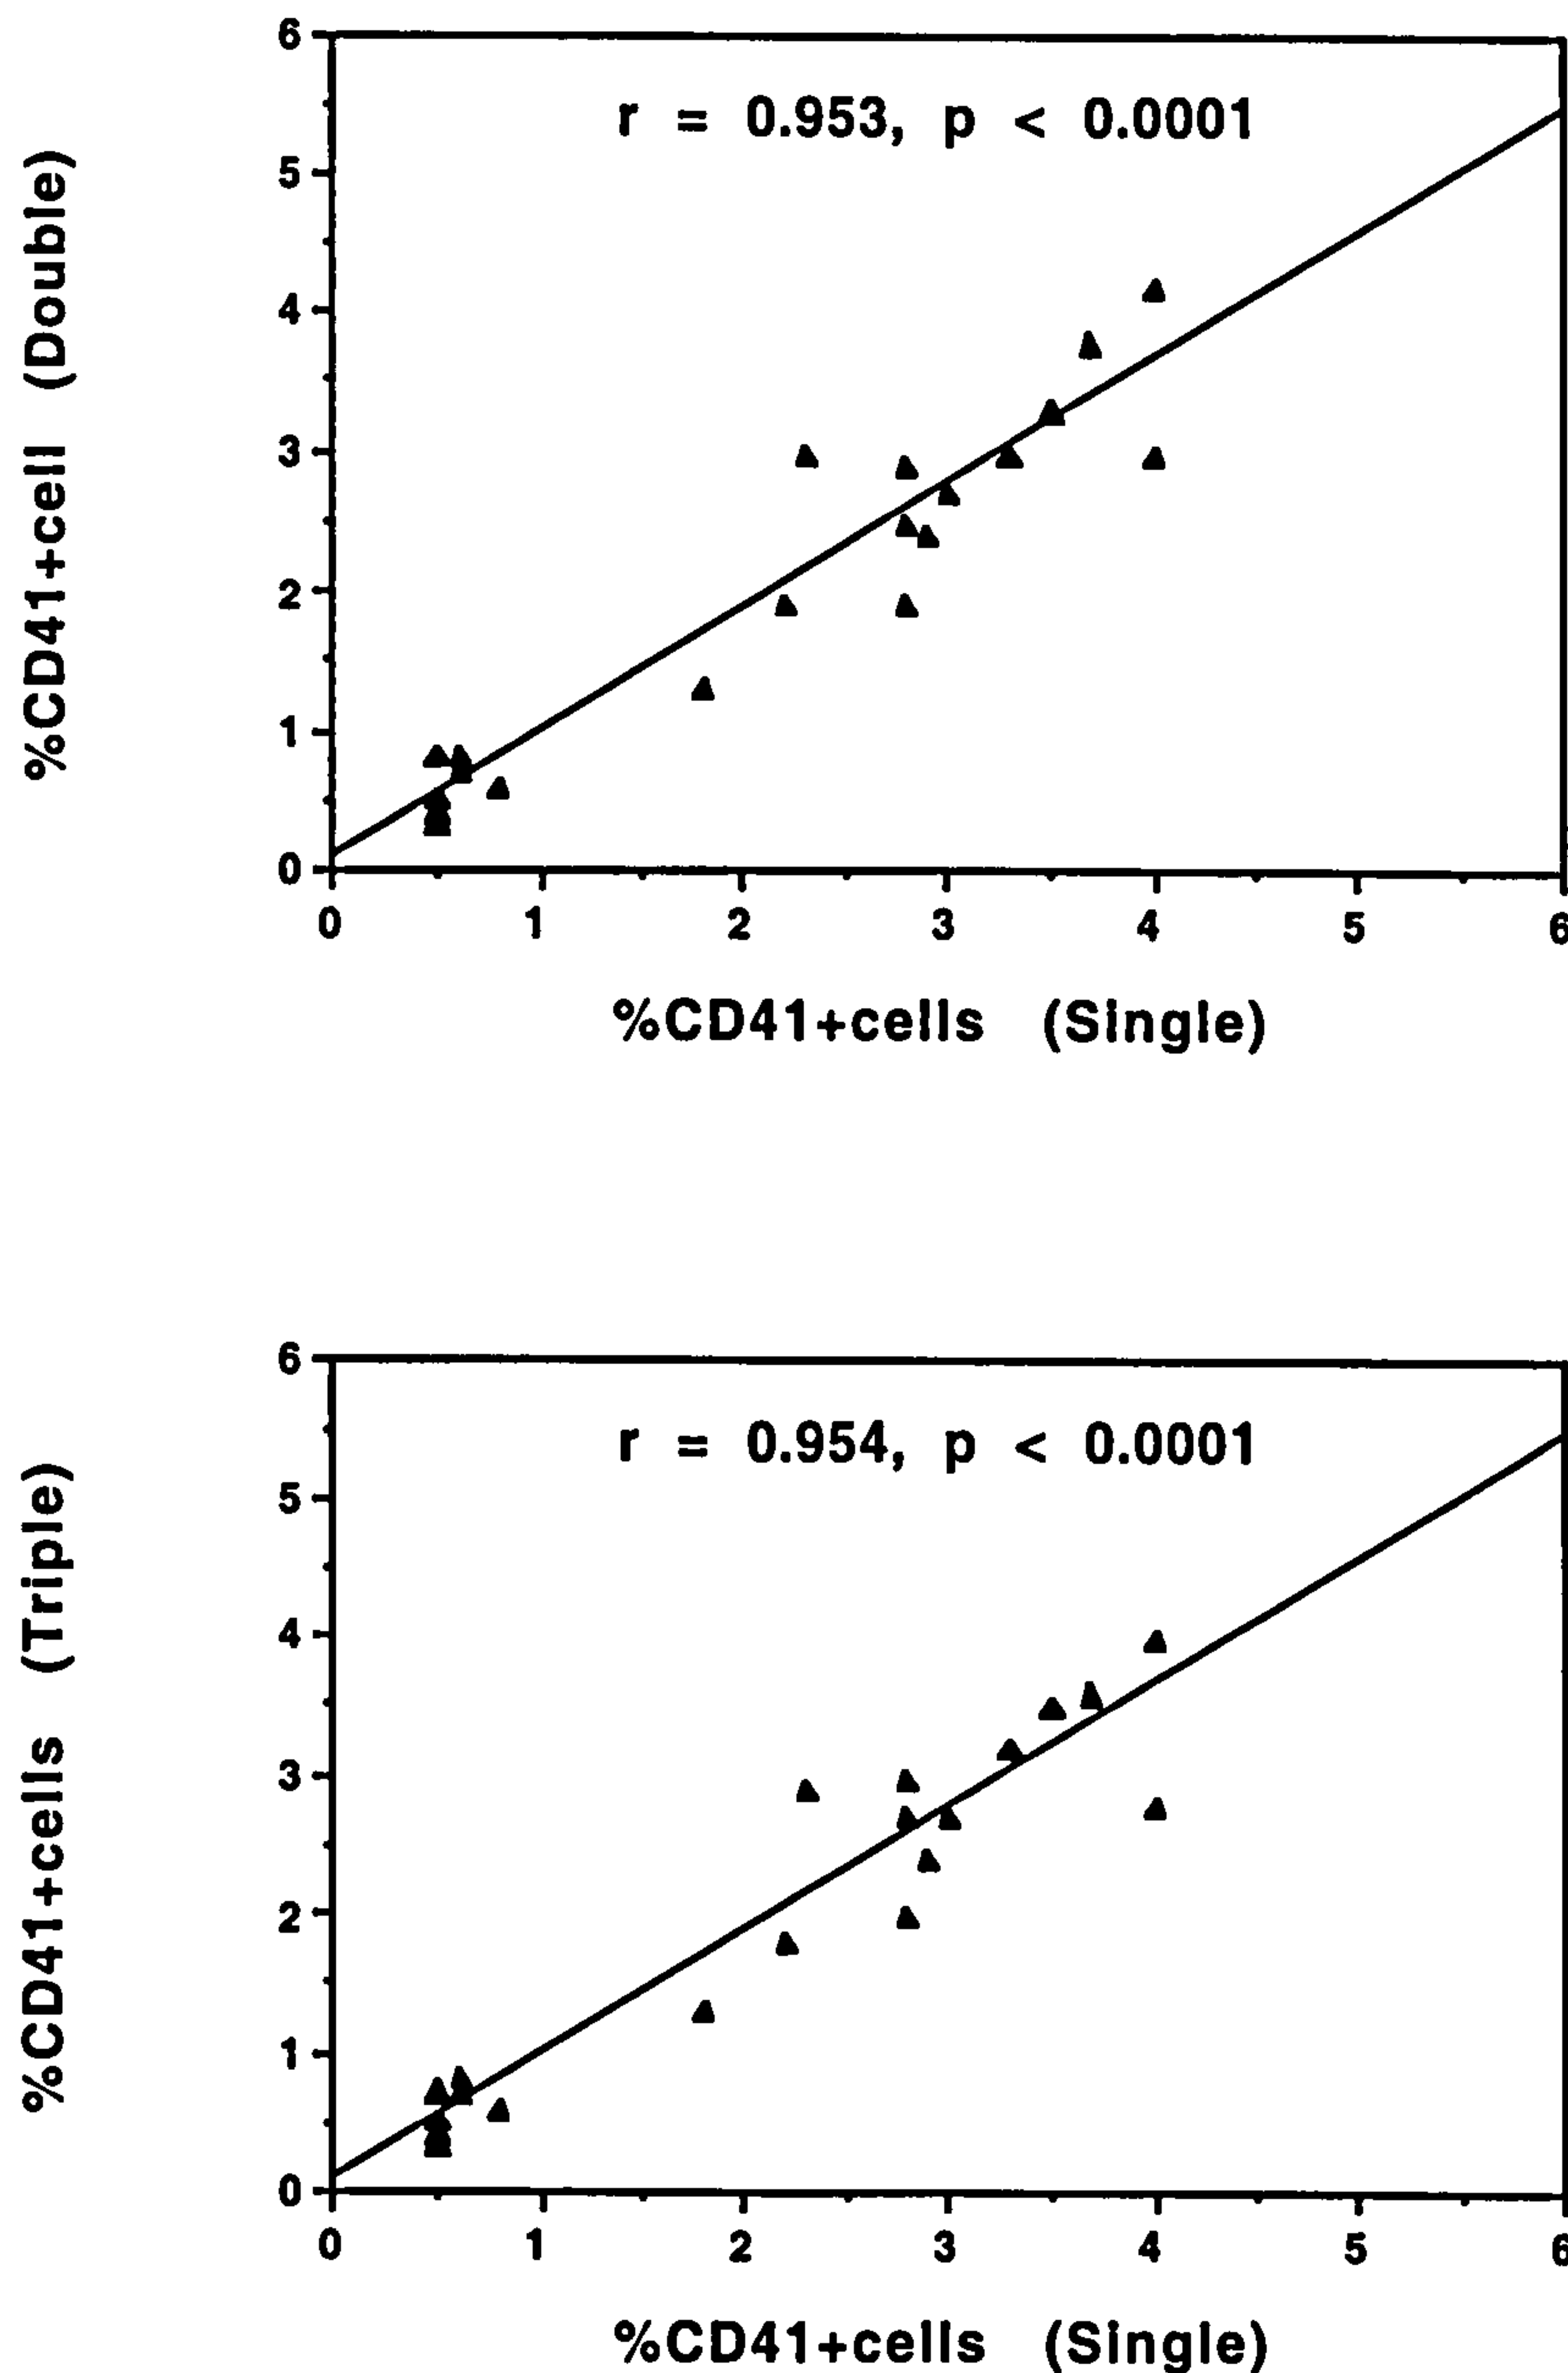 6
r = 0.953, p < 0.0001
5
4
3
2
1
0
%CD41+cell (Double)
0 1 2 3 4 5 6
%CD41+cells (Single)
6
r = 0.954, p < 0.0001
5
4
3
2
1
0
%CD41+cells (Triple)
0 1 2 3 4 5 6
%CD41+cells (Single)